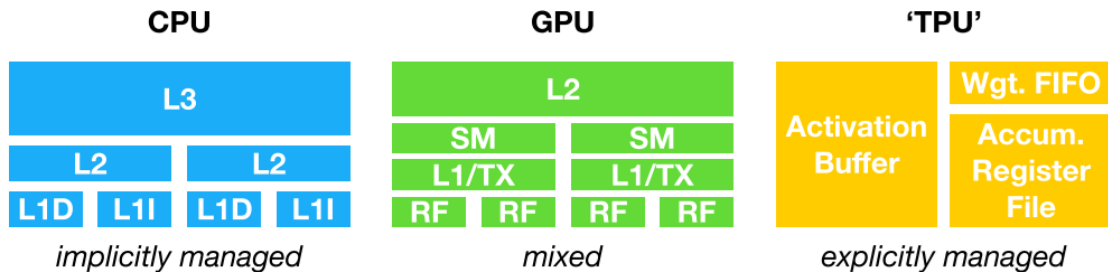 CPU
GPU
'TPU'
L3
L2 L2
L1D L1I L1D L1I
implicitly managed
L2
SM SM
L1/TX L1/TX
RF RF RF RF
mixed
Activation
Buffer
Wgt. FIFO
Accum.
Register
File
explicitly managed